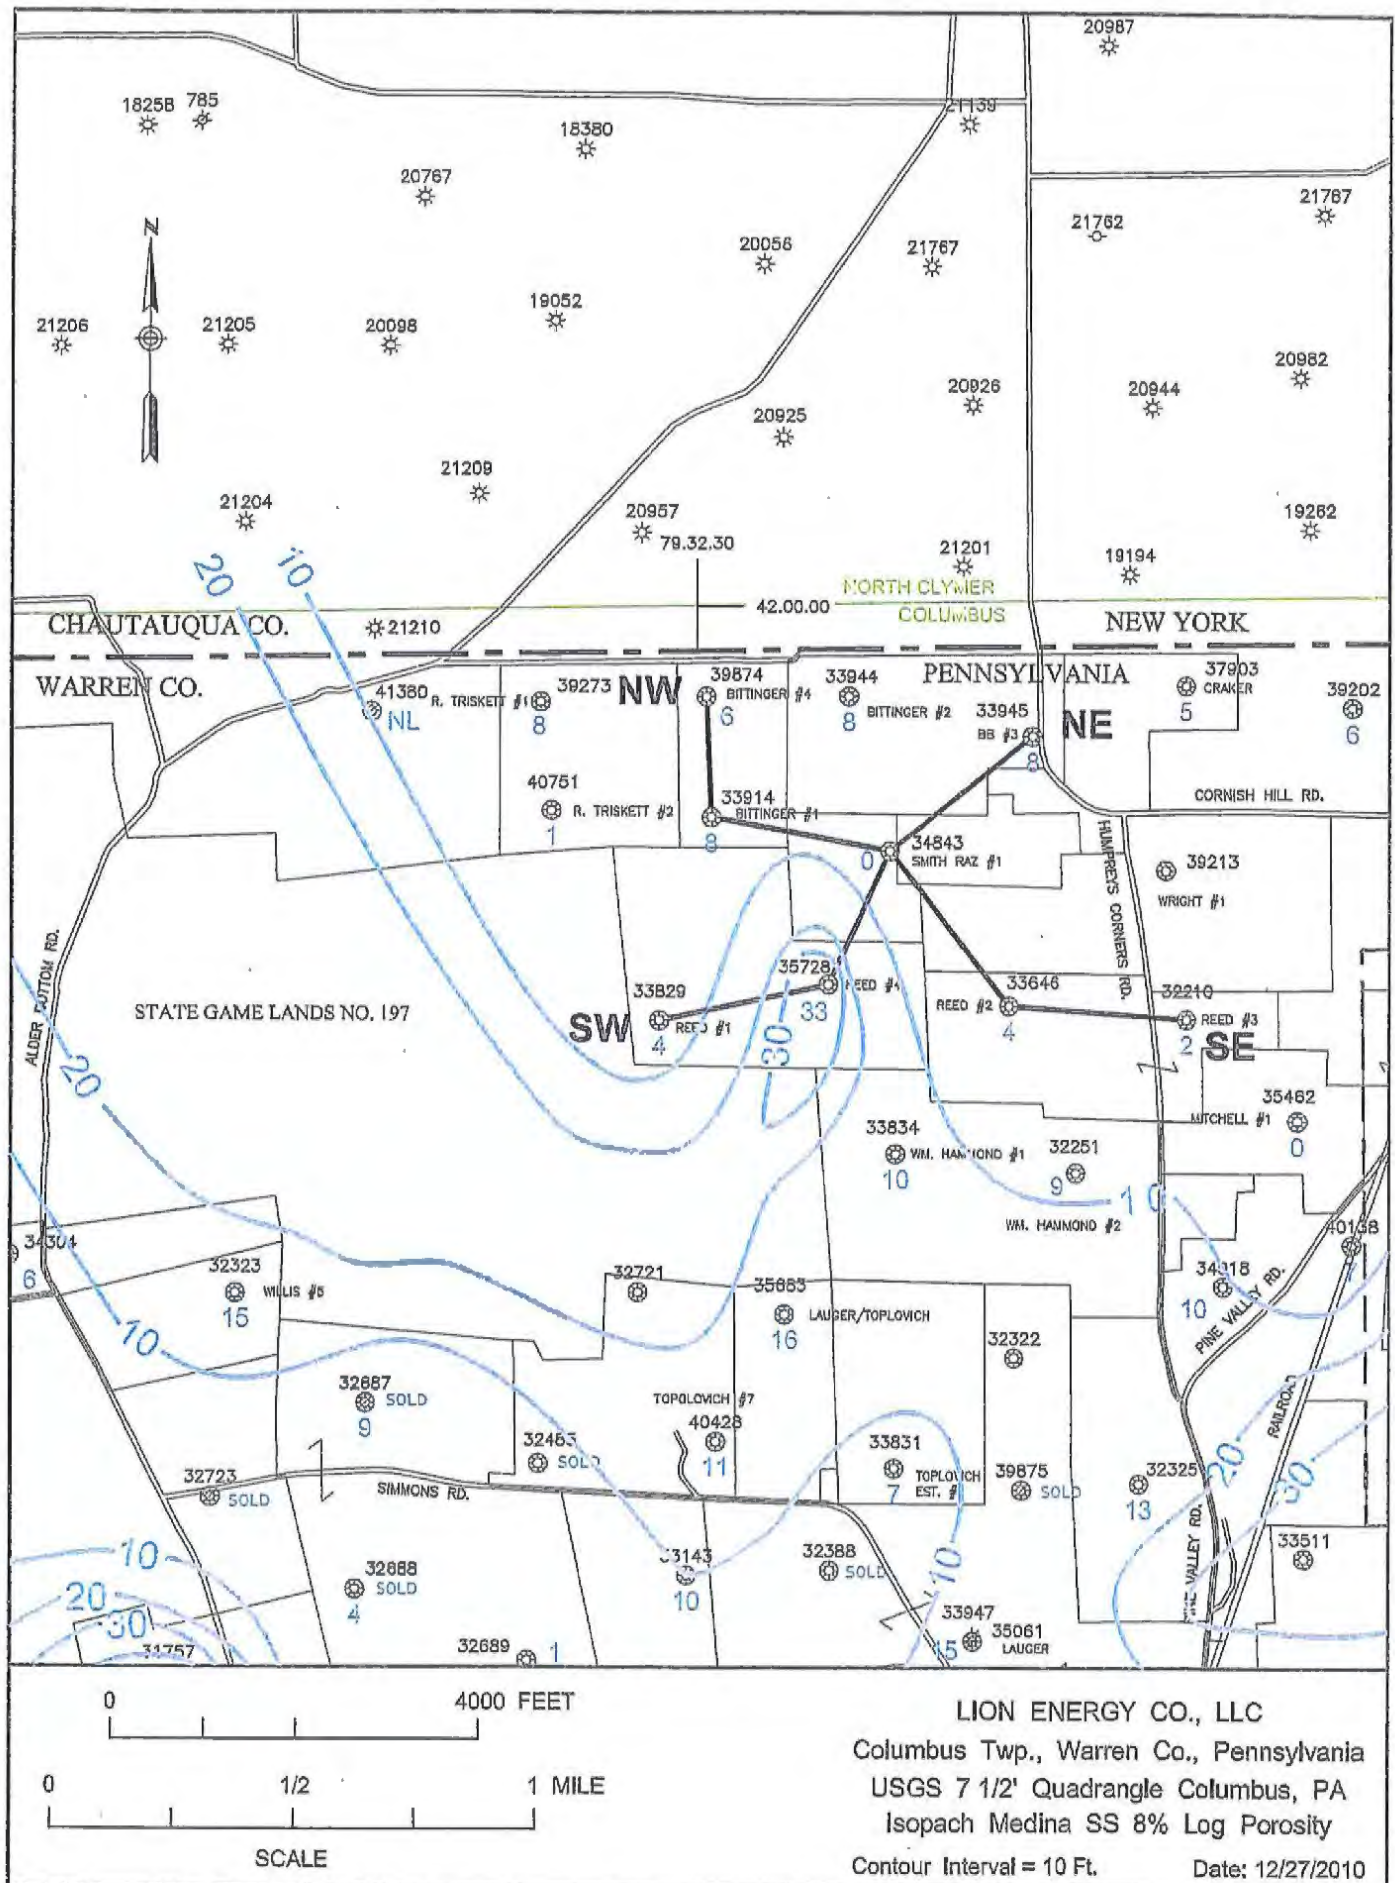 20987
18258 785
21139
18380
20767
21767
N
21762
20056
21767
19052
21206
21205
20098
20982
20926
20944
20925
21209
21204
20957
19262
79.32.30
21201
19194
20
10
NORTH CLYMER
42.00.00
COLUMBUS
CHAUTAUQUA CO.
21210
NEW YORK
WARREN CO.
PENNSYLVANIA
41380
NL
R. TRISKETT #1
39273
8
NW
39874
BITTINGER #4
6
33944
8
BITTINGER #2
33945
BB #3
8
NE
37903
CRAKER
5
39202
6
40751
R. TRISKETT #2
1
33914
BITTINGER #1
8
CORNISH HILL RD.
0
34843
SMITH RAZ #1
HUMPREYS CORNERS RD.
39213
WRIGHT #1
ALDER BOTTOM RD.
STATE GAME LANDS NO. 197
SW
33829
REED #1
4
35728
REED #4
33
30
33646
REED #2
4
32210
REED #3
2
SE
20
35462
MITCHELL #1
0
33834
WM. HAMMOND #1
10
32251
9
WM. HAMMOND #2
10
34304
6
32323
WILLIS #5
15
32721
35683
LAUGER/TOPLOVICH
16
40138
7
34918
10
PINE VALLEY RD.
10
32322
32687
SOLD
9
TOPOLOVICH #7
40428
11
RAILROAD
32483
SOLD
33831
TOPLOVICH
EST. #
7
39875
SOLD
32325
13
20
30
32723
SOLD
SIMMONS RD.
PINE VALLEY RD.
10
20
30
31757
32688
SOLD
4
33143
10
32388
SOLD
10
33511
32689
1
33947
15
35061
LAUGER
0 4000 FEET
0 1/2 1 MILE
SCALE
LION ENERGY CO., LLC
Columbus Twp., Warren Co., Pennsylvania
USGS 7 1/2' Quadrangle Columbus, PA
Isopach Medina SS 8% Log Porosity
Contour Interval = 10 Ft. Date: 12/27/2010